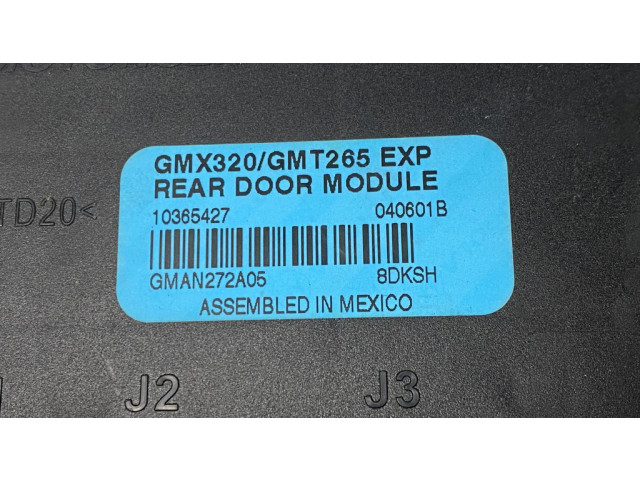 GMX320/GMT265 EXP
REAR DOOR MODULE
10365427 040601B
GMAN272A05 8DKSH
ASSEMBLED IN MEXICO
TD20<
J2 J3